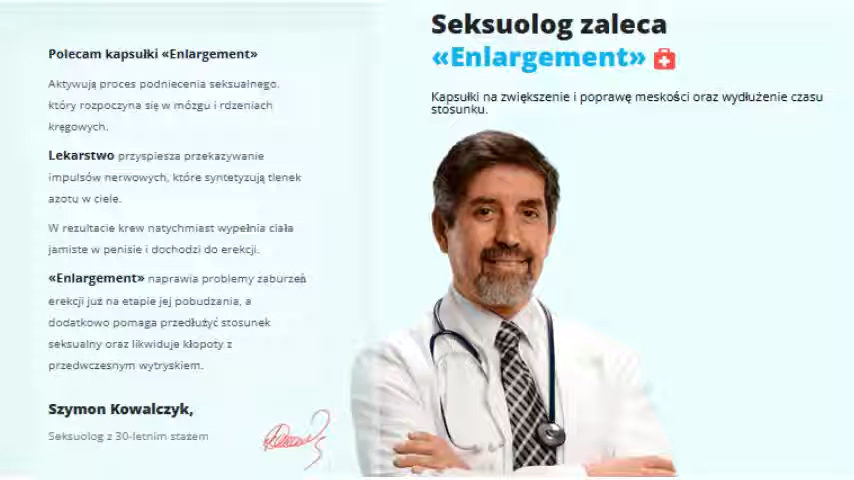 Seksuolog zaleca
«Enlargement»
Kapsułki na zwiększenie i poprawę meskości oraz wydłużenie czasu
stosunku.
Polecam kapsułki «Enlargement»
Aktywują proces podniecenia seksualnego,
który rozpoczyna się w mózgu i rdzeniach
kręgowych.
Lekarstwo przyspiesza przekazywanie
impulsów nerwowych, które syntetyzują tlenek
azotu w ciele.
W rezultacie krew natychmiast wypełnia ciała
jamiste w penisie i dochodzi do erekcji.
«Enlargement» naprawia problemy zaburzeń
erekcji już na etapie jej pobudzania, a
dodatkowo pomaga przedłużyć stosunek
seksualny oraz likwiduje kłopoty z
przedwczesnym wytryskiem.
Szymon Kowalczyk,
Seksuolog z 30-letnim stażem